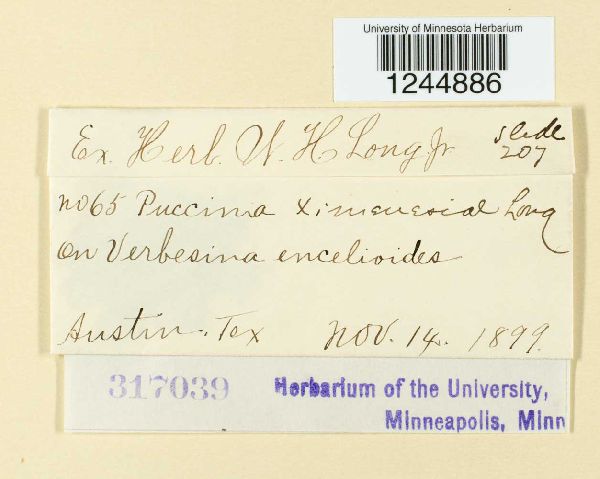 University of Minnesota Herbarium
1244886
Ex. Herb. W. H Long Jr
slide
207
No 65 Puccinia Ximenesiae Long
On Verbesina encelioides
Austin, Tex Nov. 14. 1899.
317039 Herbarium of the University,
Minneapolis, Minn